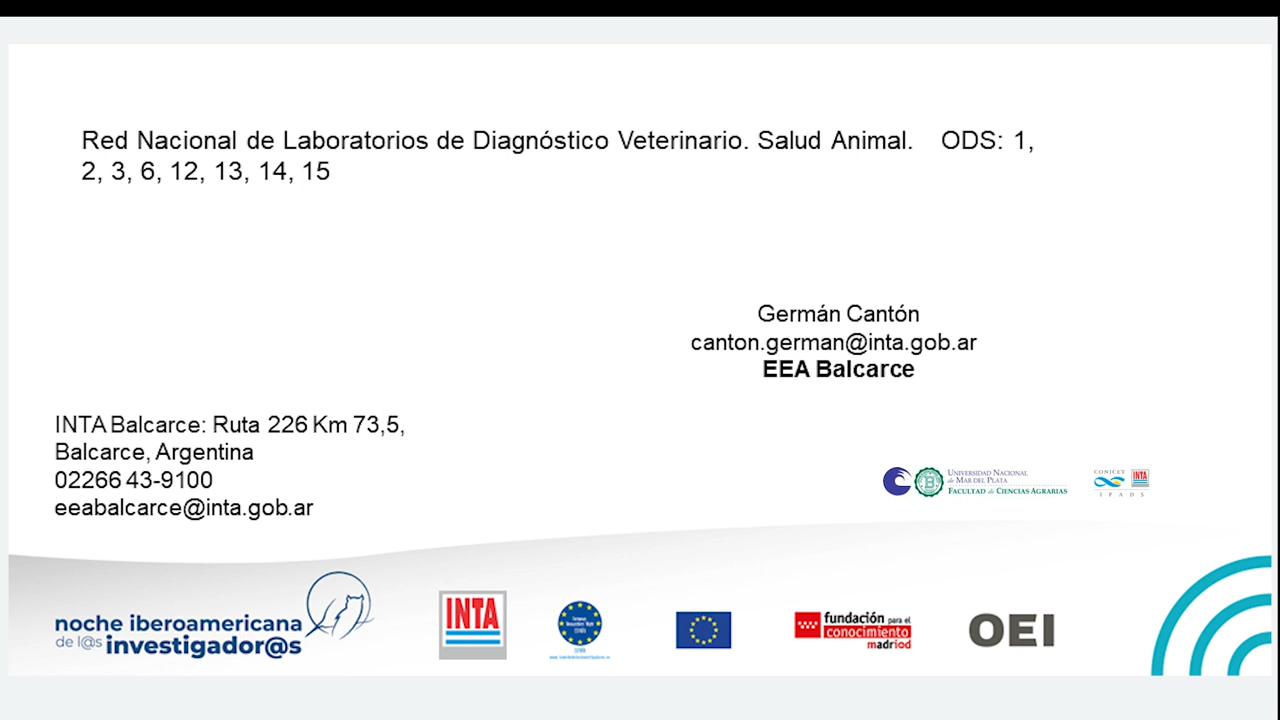 Red Nacional de Laboratorios de Diagnóstico Veterinario. Salud Animal. ODS: 1,
2, 3, 6, 12, 13, 14, 15
Germán Cantón
canton.german@inta.gob.ar
EEA Balcarce
INTA Balcarce: Ruta 226 Km 73,5,
Balcarce, Argentina
02266 43-9100
eeabalcarce@inta.gob.ar
UNIVERSIDAD NACIONAL
de MAR DEL PLATA
FACULTAD de CIENCIAS AGRARIAS
CONICET
INTA
I P A D S
noche iberoamericana
de l@s investigador@s
INTA
fundación para el
conocimiento
madriod
OEI